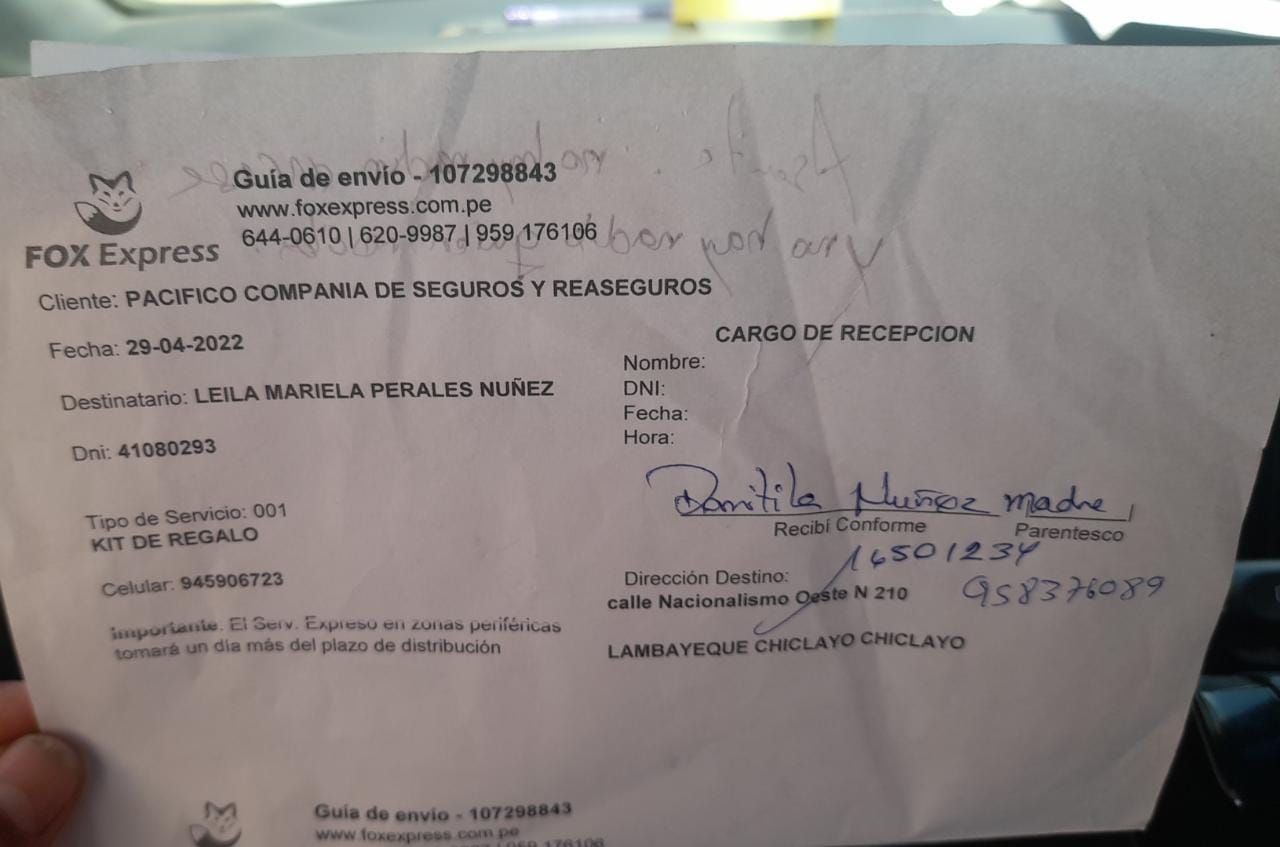 Guía de envío - 107298843
www.foxexpress.com.pe
644-0610 | 620-9987 | 959 176106
FOX Express
Cliente: PACIFICO COMPANIA DE SEGUROS Y REASEGUROS
Fecha: 29-04-2022
Destinatario: LEILA MARIELA PERALES NUÑEZ
Dni: 41080293
Tipo de Servicio: 001
KIT DE REGALO
Celular: 945906723
Importante. El Serv. Expreso en zonas periféricas
tomará un día más del plazo de distribución
CARGO DE RECEPCION
Nombre:
DNI:
Fecha:
Hora:
Domitila Nuñoz madre
Recibí Conforme Parentesco
16501234
958376089
Dirección Destino:
calle Nacionalismo Oeste N 210
LAMBAYEQUE CHICLAYO CHICLAYO
Guía de envío - 107298843
www.foxexpress.com.pe
959 176106